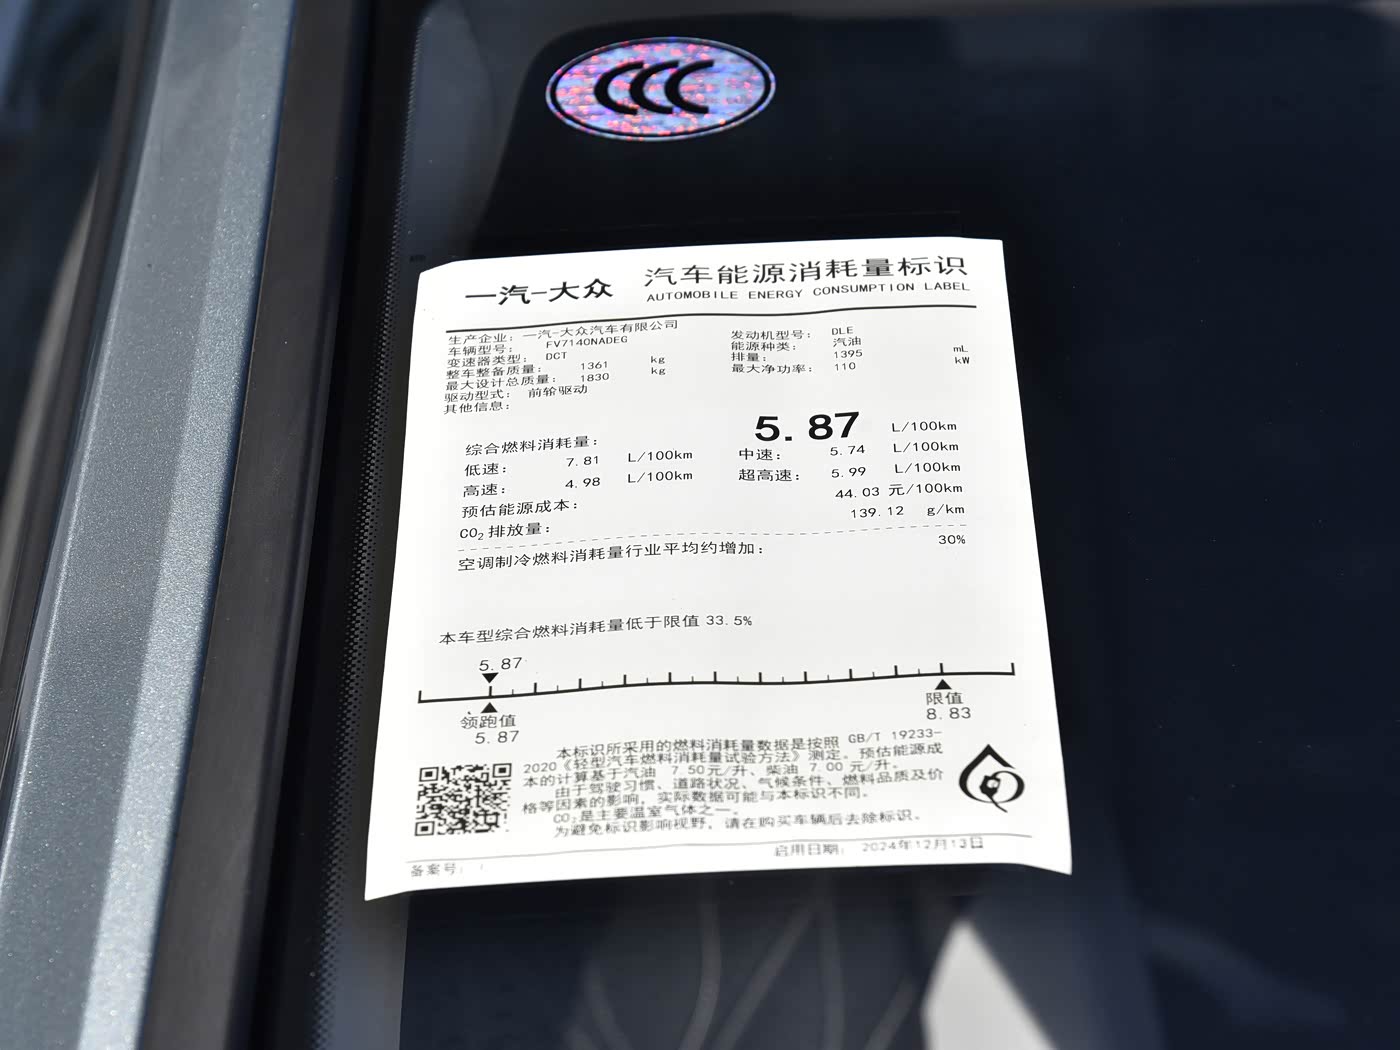 CCC
一汽-大众 汽车能源消耗量标识
AUTOMOBILE ENERGY CONSUMPTION LABEL
生产企业：一汽-大众汽车有限公司
车辆型号： FV7140NADEG
变速器类型： DCT
整车整备质量： 1361 kg
最大设计总质量： 1830 kg
驱动型式： 前轮驱动
其他信息：
发动机型号： DLE
能源种类： 汽油
排量： 1395 mL
最大净功率： 110 kW
综合燃料消耗量： 5.87 L/100km
低速： 7.81 L/100km 中速： 5.74 L/100km
高速： 4.98 L/100km 超高速： 5.99 L/100km
预估能源成本： 44.03 元/100km
CO₂排放量： 139.12 g/km
空调制冷燃料消耗量行业平均约增加： 30%
本车型综合燃料消耗量低于限值 33.5%
5.87
领跑值
5.87
限值
8.83
本标识所采用的燃料消耗量数据是按照 GB/T 19233-
2020《轻型汽车燃料消耗量试验方法》测定。预估能源成
本的计算基于汽油 7.50元/升、柴油 7.00 元/升。
由于驾驶习惯、道路状况、气候条件、燃料品质及价
格等因素的影响，实际数据可能与本标识不同。
CO₂是主要温室气体之一。
为避免标识影响视野，请在购买车辆后去除标识。
备案号：
启用日期： 2024年12月13日